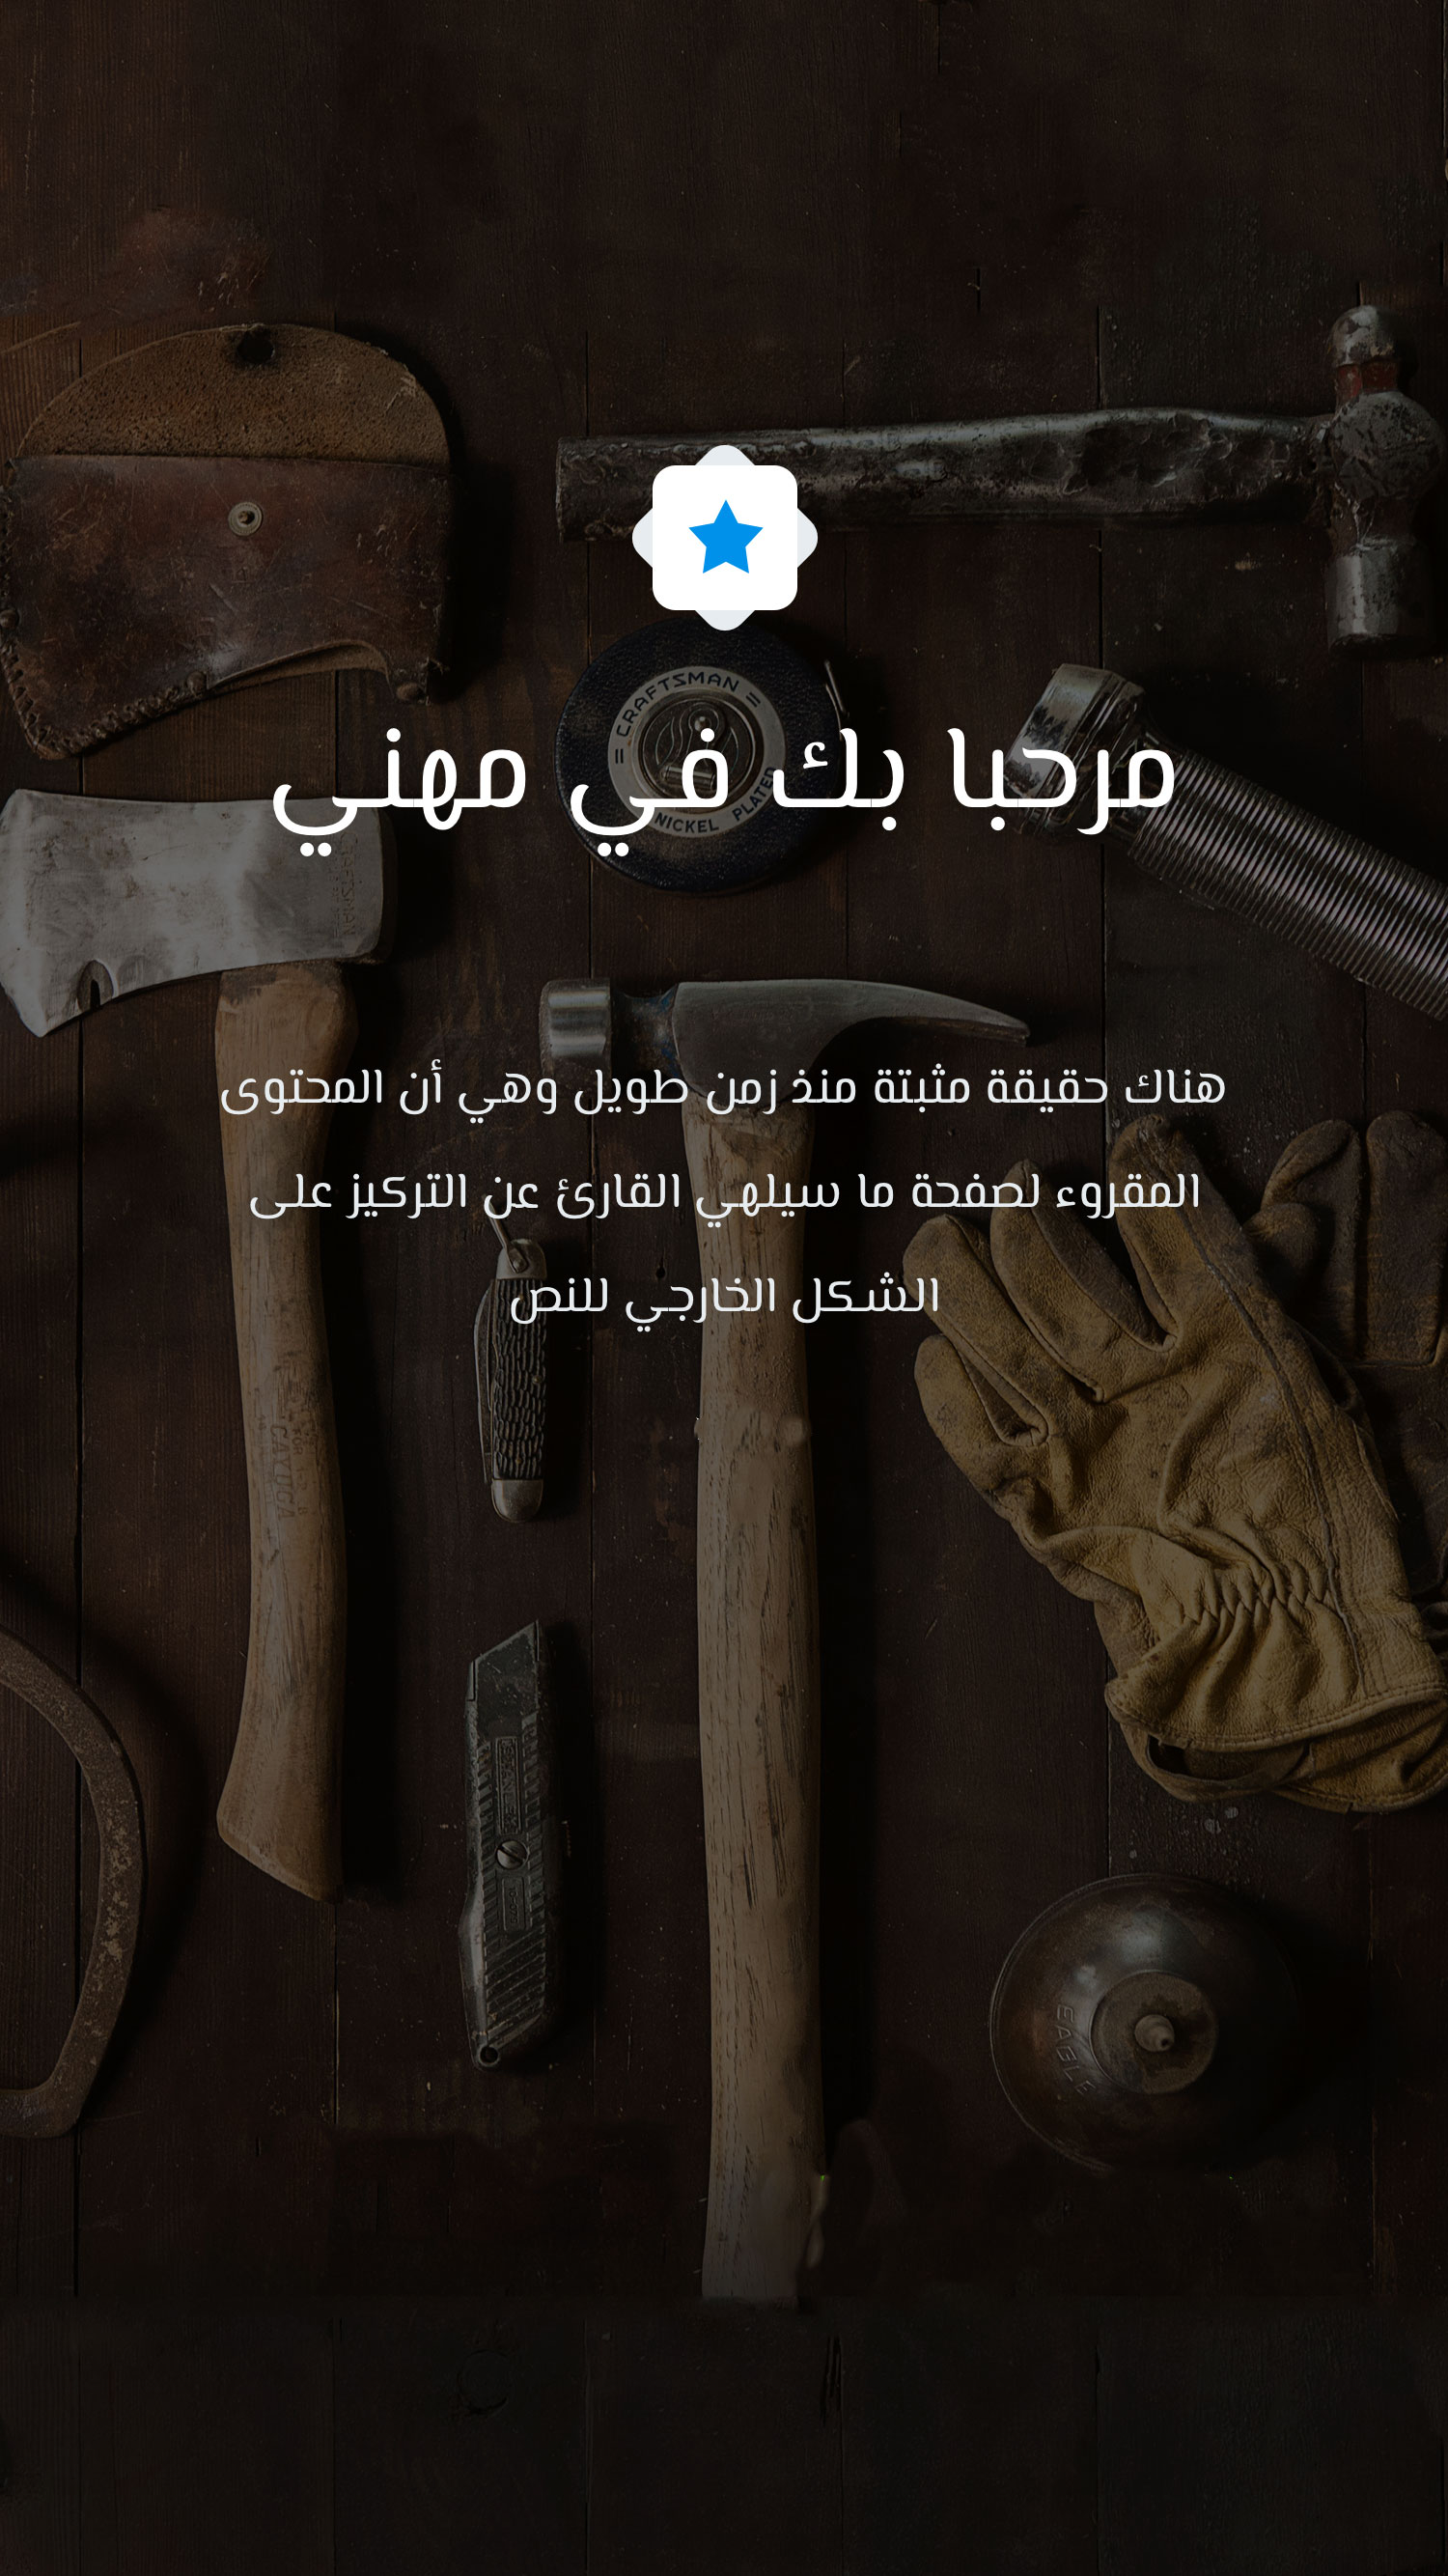 = CRAFTSMAN =
NICKEL PLATED
مرحبا بك في مهني
CRAFTSMAN
هناك حقيقة مثبتة منذ زمن طويل وهي أن المحتوى
المقروء لصفحة ما سيلهي القارئ عن التركيز على
الشكل الخارجي للنص
EAGLE